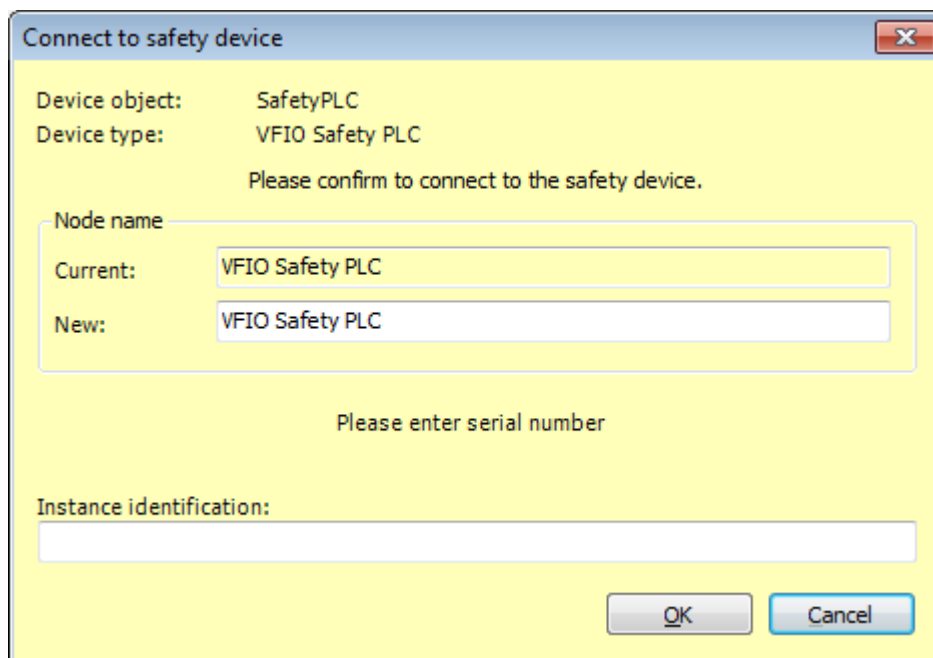 Connect to safety device
Device object: SafetyPLC
Device type: VFIO Safety PLC
Please confirm to connect to the safety device.
Node name
Current: VFIO Safety PLC
New: VFIO Safety PLC
Please enter serial number
Instance identification:
OK Cancel